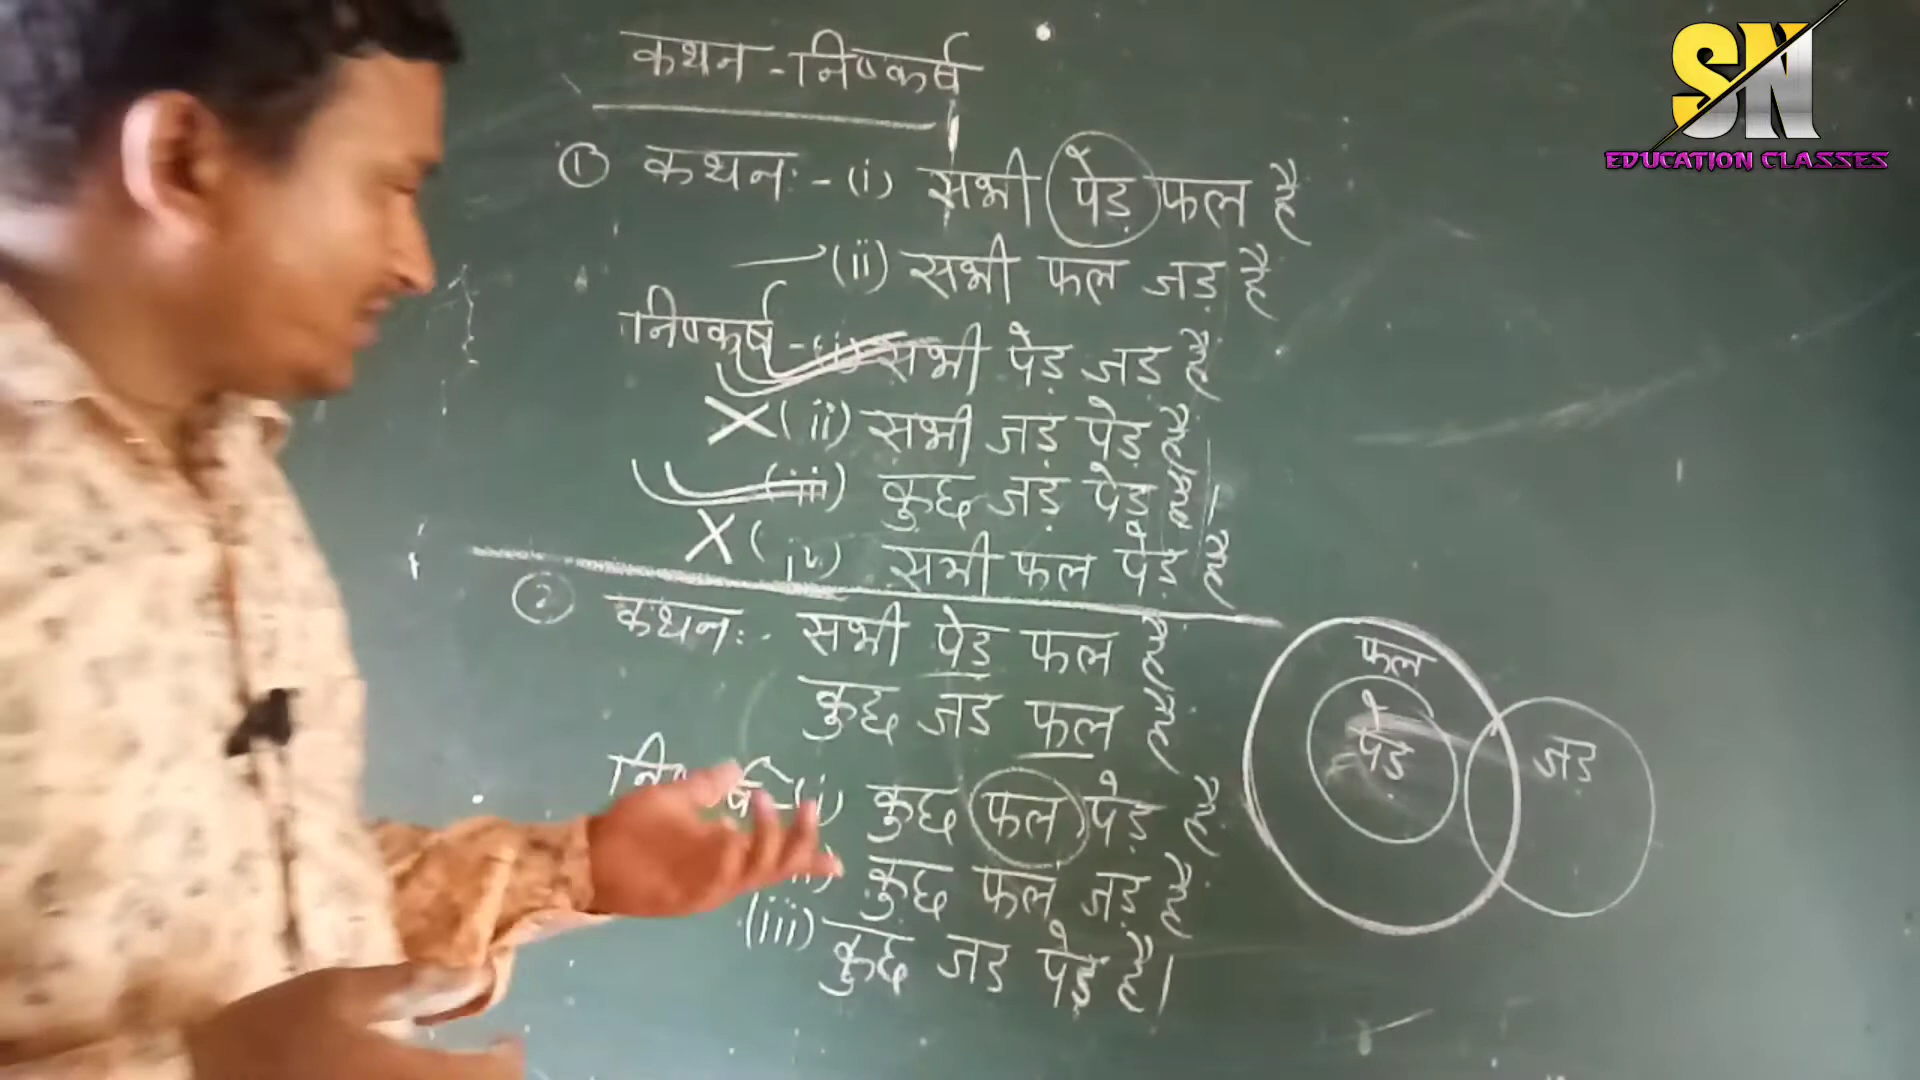 कथन - निष्कर्ष
① कथन :- (i) सभी पेड़ फल है
(ii) सभी फल जड़ है
निष्कर्ष - (i) सभी पेड़ जड़ है
X (ii) सभी जड़ पेड़ है
(iii) कुछ जड़ पेड़ है।
X (iv) सभी फल पेड़ है
② कथन :- सभी पेड़ फल है
कुछ जड़ फल है
(i) कुछ फल पेड़ है
कुछ फल जड़ है
(iii) कुछ जड़ पेड़ है।
फल
पेड़
जड़
SN
EDUCATION CLASSES